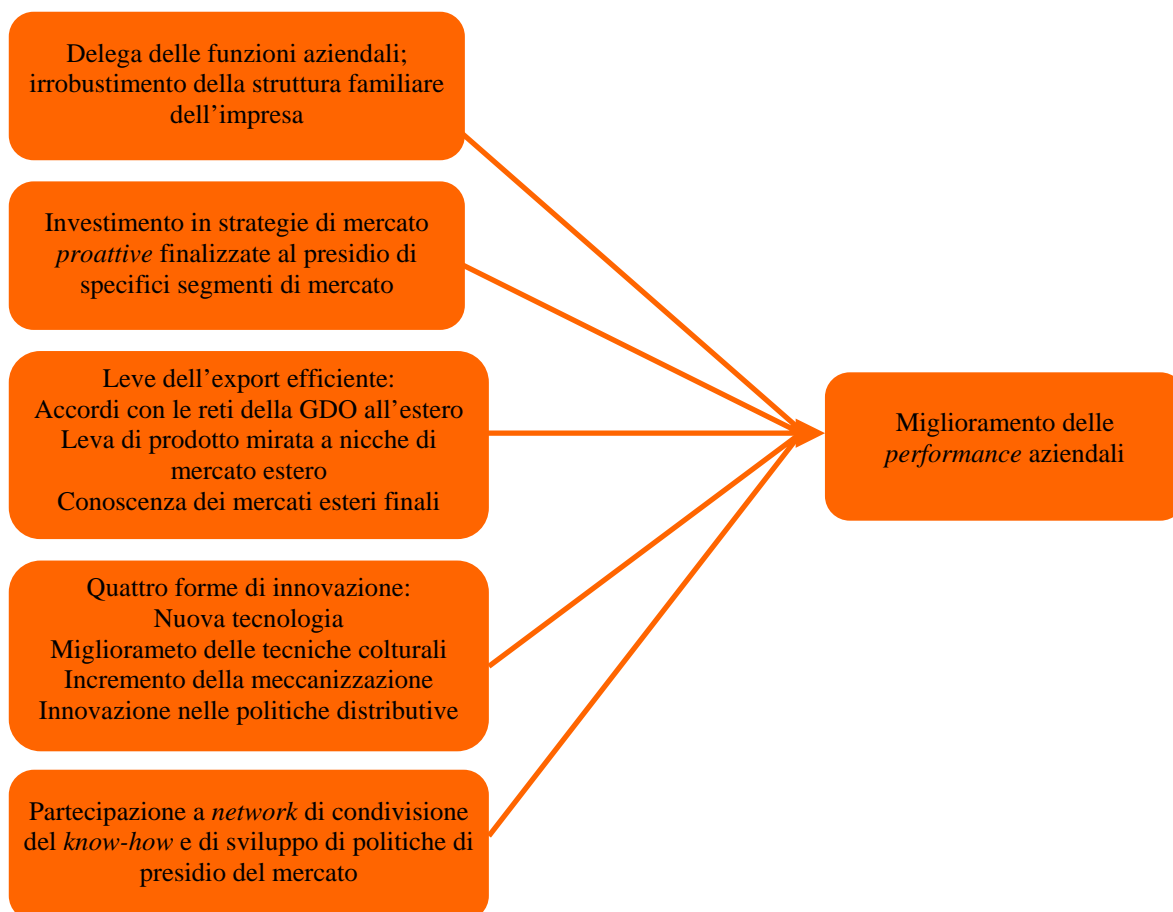 Delega delle funzioni aziendali;
irrobustimento della struttura familiare
dell’impresa
Investimento in strategie di mercato
proattive finalizzate al presidio di
specifici segmenti di mercato
Leve dell’export efficiente:
Accordi con le reti della GDO all’estero
Leva di prodotto mirata a nicche di
mercato estero
Conoscenza dei mercati esteri finali
Quattro forme di innovazione:
Nuova tecnologia
Migliorameto delle tecniche colturali
Incremento della meccanizzazione
Innovazione nelle politiche distributive
Partecipazione a network di condivisione
del know-how e di sviluppo di politiche di
presidio del mercato
Miglioramento delle
performance aziendali